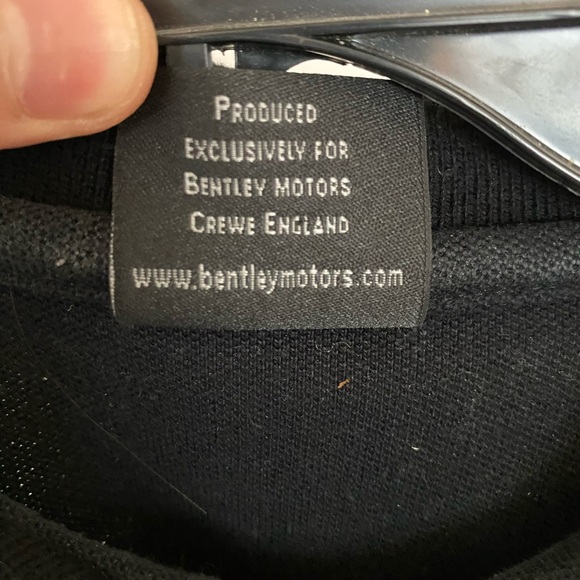 PRODUCED
EXCLUSIVELY FOR
BENTLEY MOTORS
CREWE ENGLAND
www.bentleymotors.com